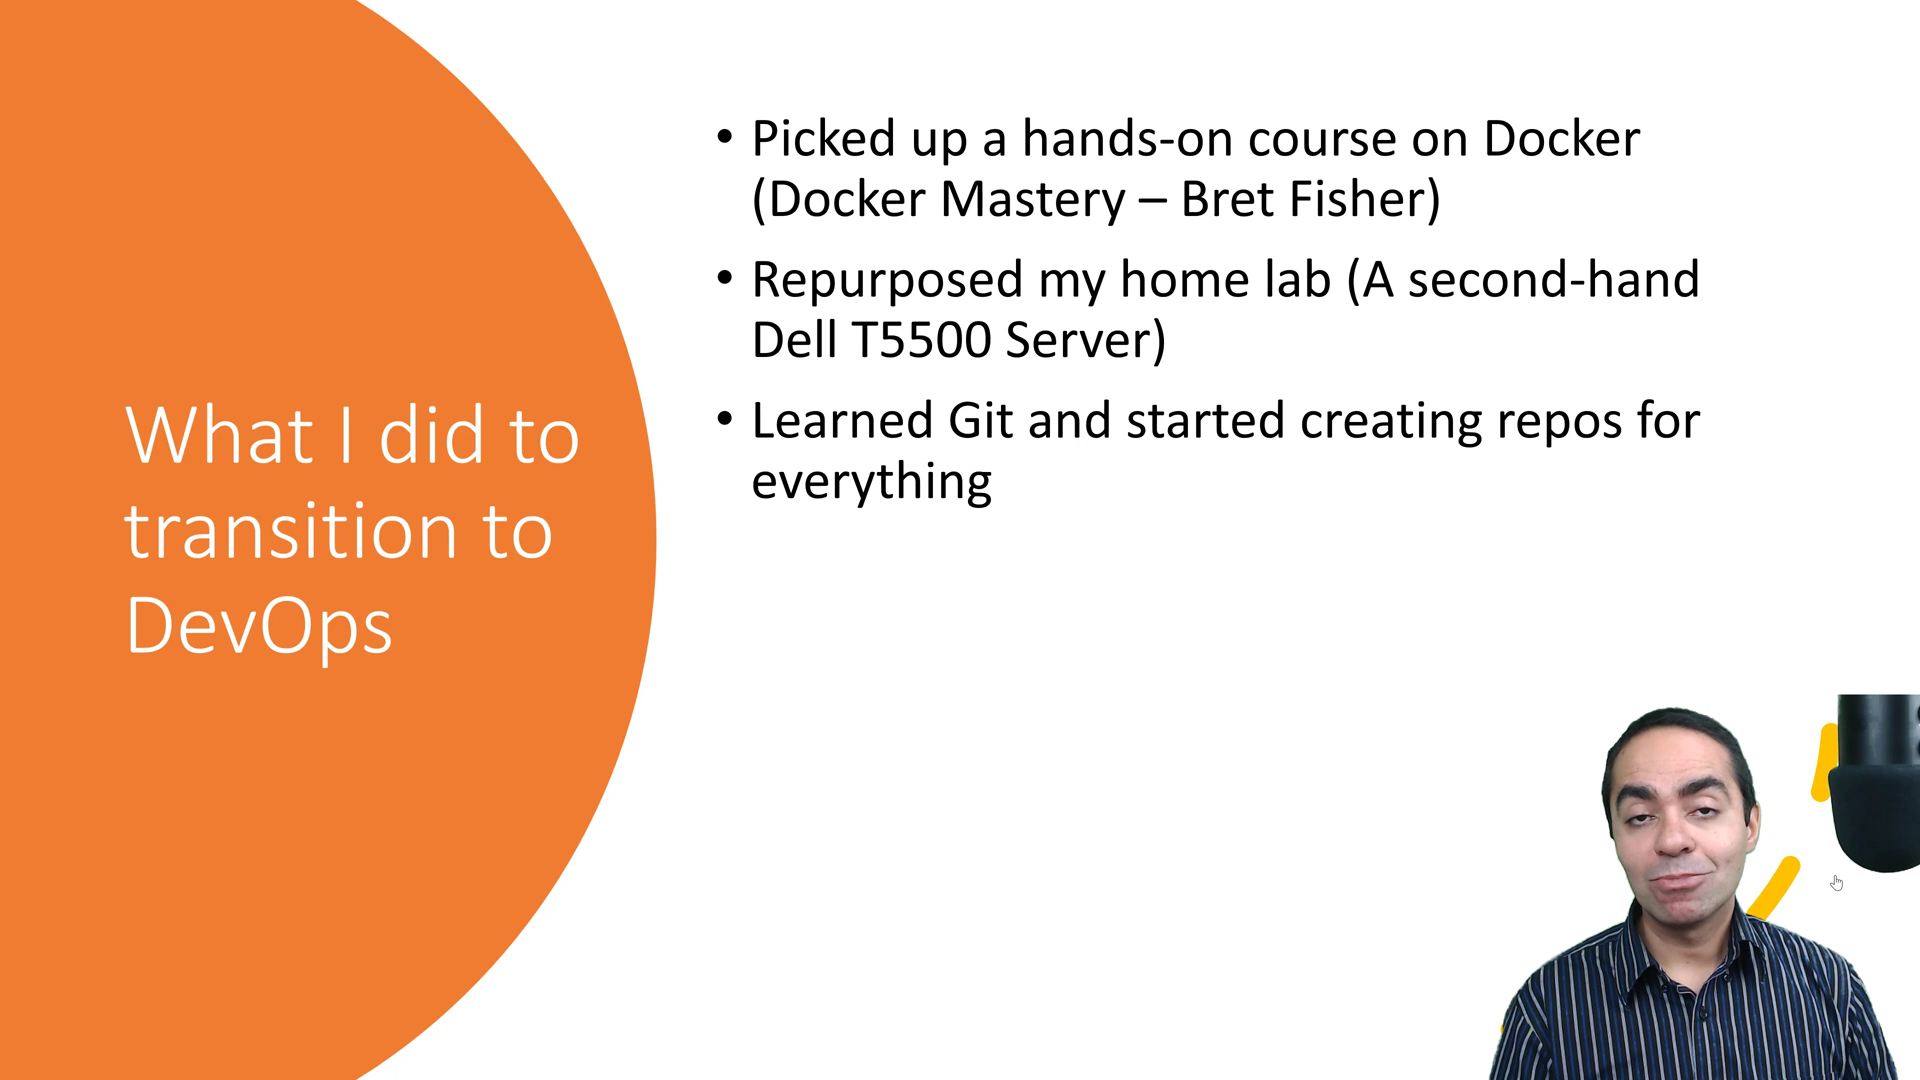 What I did to
transition to
DevOps
• Picked up a hands-on course on Docker
(Docker Mastery – Bret Fisher)
• Repurposed my home lab (A second-hand
Dell T5500 Server)
• Learned Git and started creating repos for
everything